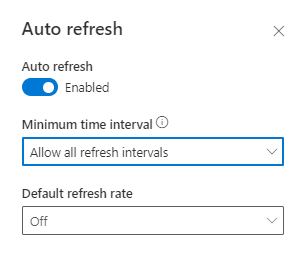 Auto refresh
Auto refresh
Enabled
Minimum time interval
Allow all refresh intervals
Default refresh rate
Off